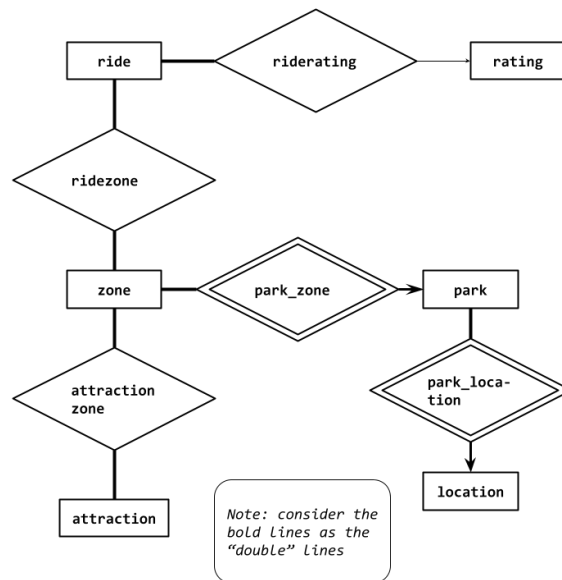 ride
riderating
rating
ridezone
zone
park_zone
park
attraction
zone
park_loca-
tion
attraction
location
Note: consider the
bold lines as the
“double” lines